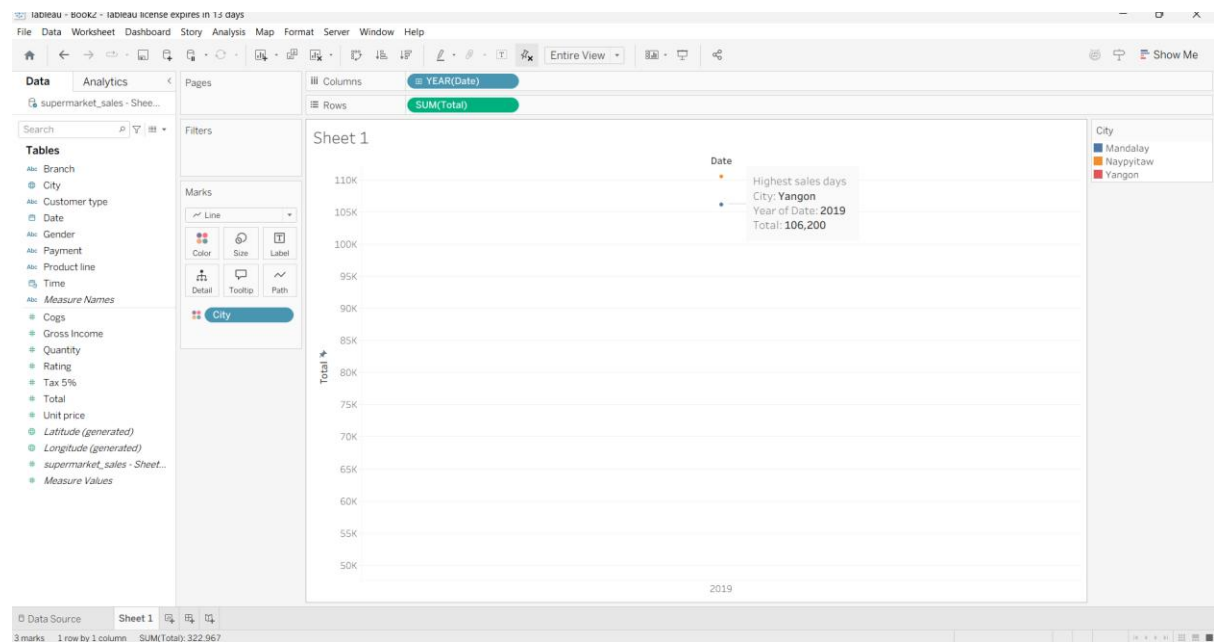 Tableau - Book2 - Tableau license expires in 13 days
File Data Worksheet Dashboard Story Analysis Map Format Server Window Help
Entire View
Show Me
Data Analytics
supermarket_sales - Shee...
Search
Tables
Abc Branch
City
Abc Customer type
Date
Abc Gender
Abc Payment
Abc Product line
Time
Abc Measure Names
# Cogs
# Gross Income
# Quantity
# Rating
# Tax 5%
# Total
# Unit price
Latitude (generated)
Longitude (generated)
# supermarket_sales - Sheet...
# Measure Values
Pages
Filters
Marks
Line
Color Size Label
Detail Tooltip Path
City
Columns YEAR(Date)
Rows SUM(Total)
Sheet 1
Date
110K
105K
100K
95K
90K
85K
80K
75K
70K
65K
60K
55K
50K
Total
2019
Highest sales days
City: Yangon
Year of Date: 2019
Total: 106,200
City
Mandalay
Naypyitaw
Yangon
Data Source Sheet 1
3 marks 1 row by 1 column SUM(Total): 322,967